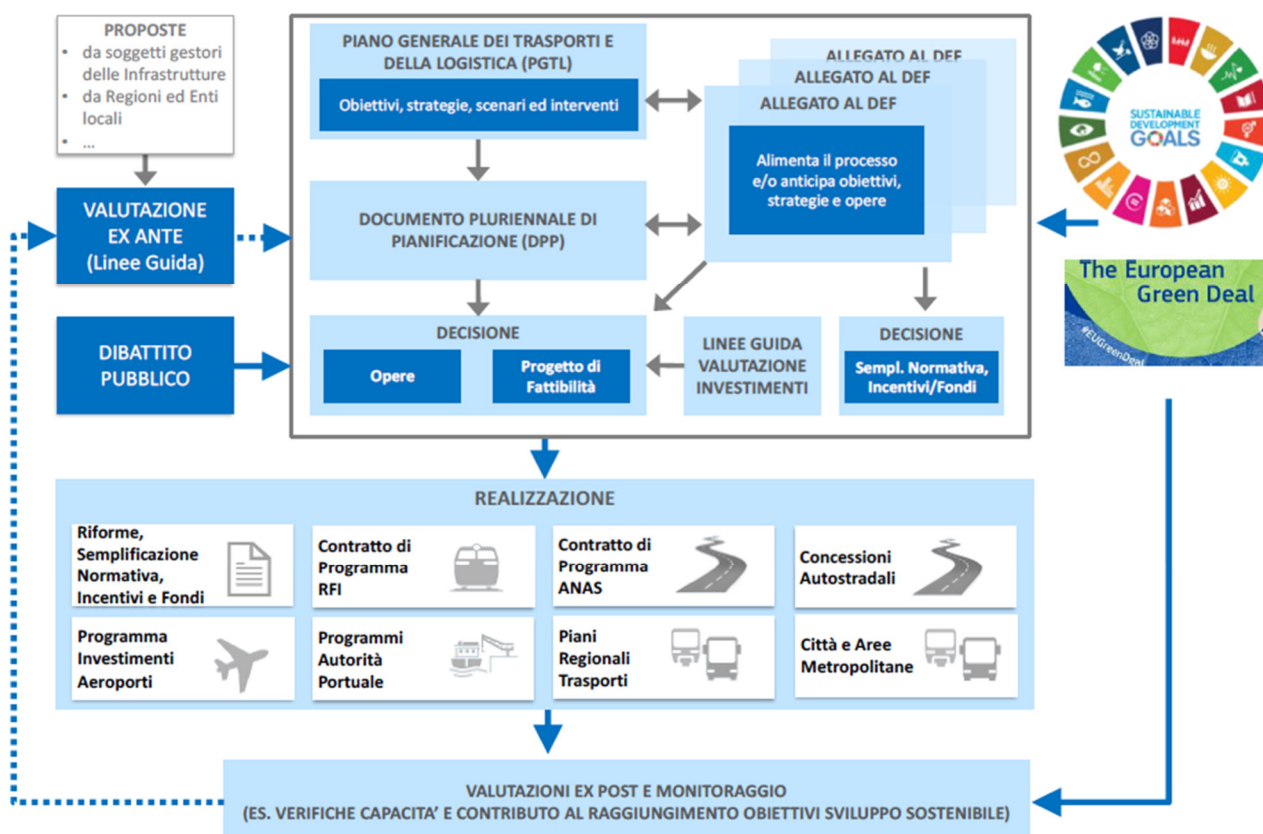 PROPOSTE
• da soggetti gestori
delle Infrastrutture
• da Regioni ed Enti
locali
• ...
VALUTAZIONE
EX ANTE
(Linee Guida)
DIBATTITO
PUBBLICO
PIANO GENERALE DEI TRASPORTI E
DELLA LOGISTICA (PGTL)
Obiettivi, strategie, scenari ed interventi
DOCUMENTO PLURIENNALE DI
PIANIFICAZIONE (DPP)
ALLEGATO AL DEF
ALLEGATO AL DEF
ALLEGATO AL DEF
Alimenta il processo
e/o anticipa obiettivi,
strategie e opere
DECISIONE
Opere
Progetto di
Fattibilità
LINEE GUIDA
VALUTAZIONE
INVESTIMENTI
DECISIONE
Sempl. Normativa,
Incentivi/Fondi
SUSTAINABLE
DEVELOPMENT
GOALS
The European
Green Deal
#EUGreenDeal
REALIZZAZIONE
Riforme,
Semplificazione
Normativa,
Incentivi e Fondi
Contratto di
Programma
RFI
Contratto di
Programma
ANAS
Concessioni
Autostradali
Programma
Investimenti
Aeroporti
Programmi
Autorità
Portuale
Piani
Regionali
Trasporti
Città e Aree
Metropolitane
VALUTAZIONI EX POST E MONITORAGGIO
(ES. VERIFICHE CAPACITA' E CONTRIBUTO AL RAGGIUNGIMENTO OBIETTIVI SVILUPPO SOSTENIBILE)